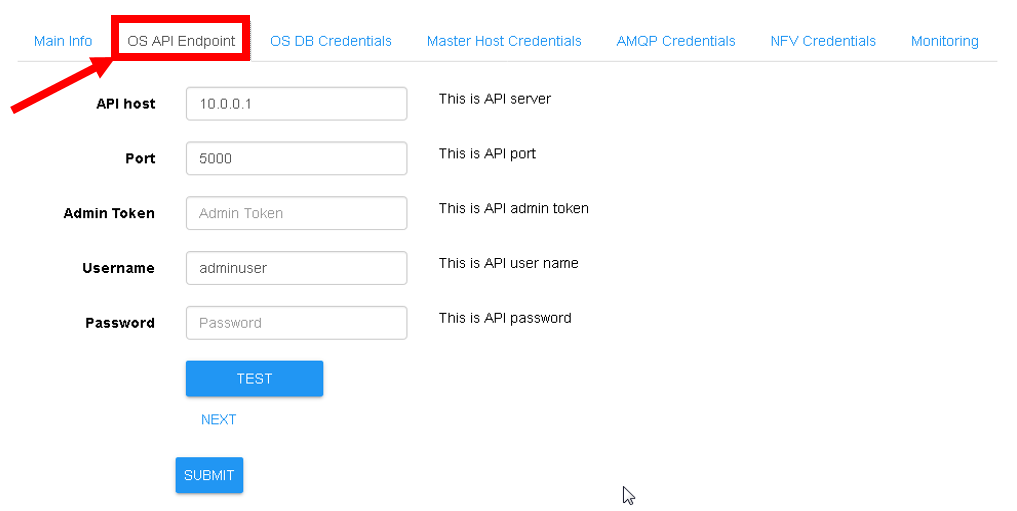 Main Info OS API Endpoint OS DB Credentials Master Host Credentials AMQP Credentials NFV Credentials Monitoring
API host 10.0.0.1 This is API server
Port 5000 This is API port
Admin Token Admin Token This is API admin token
Username adminuser This is API user name
Password Password This is API password
TEST
NEXT
SUBMIT